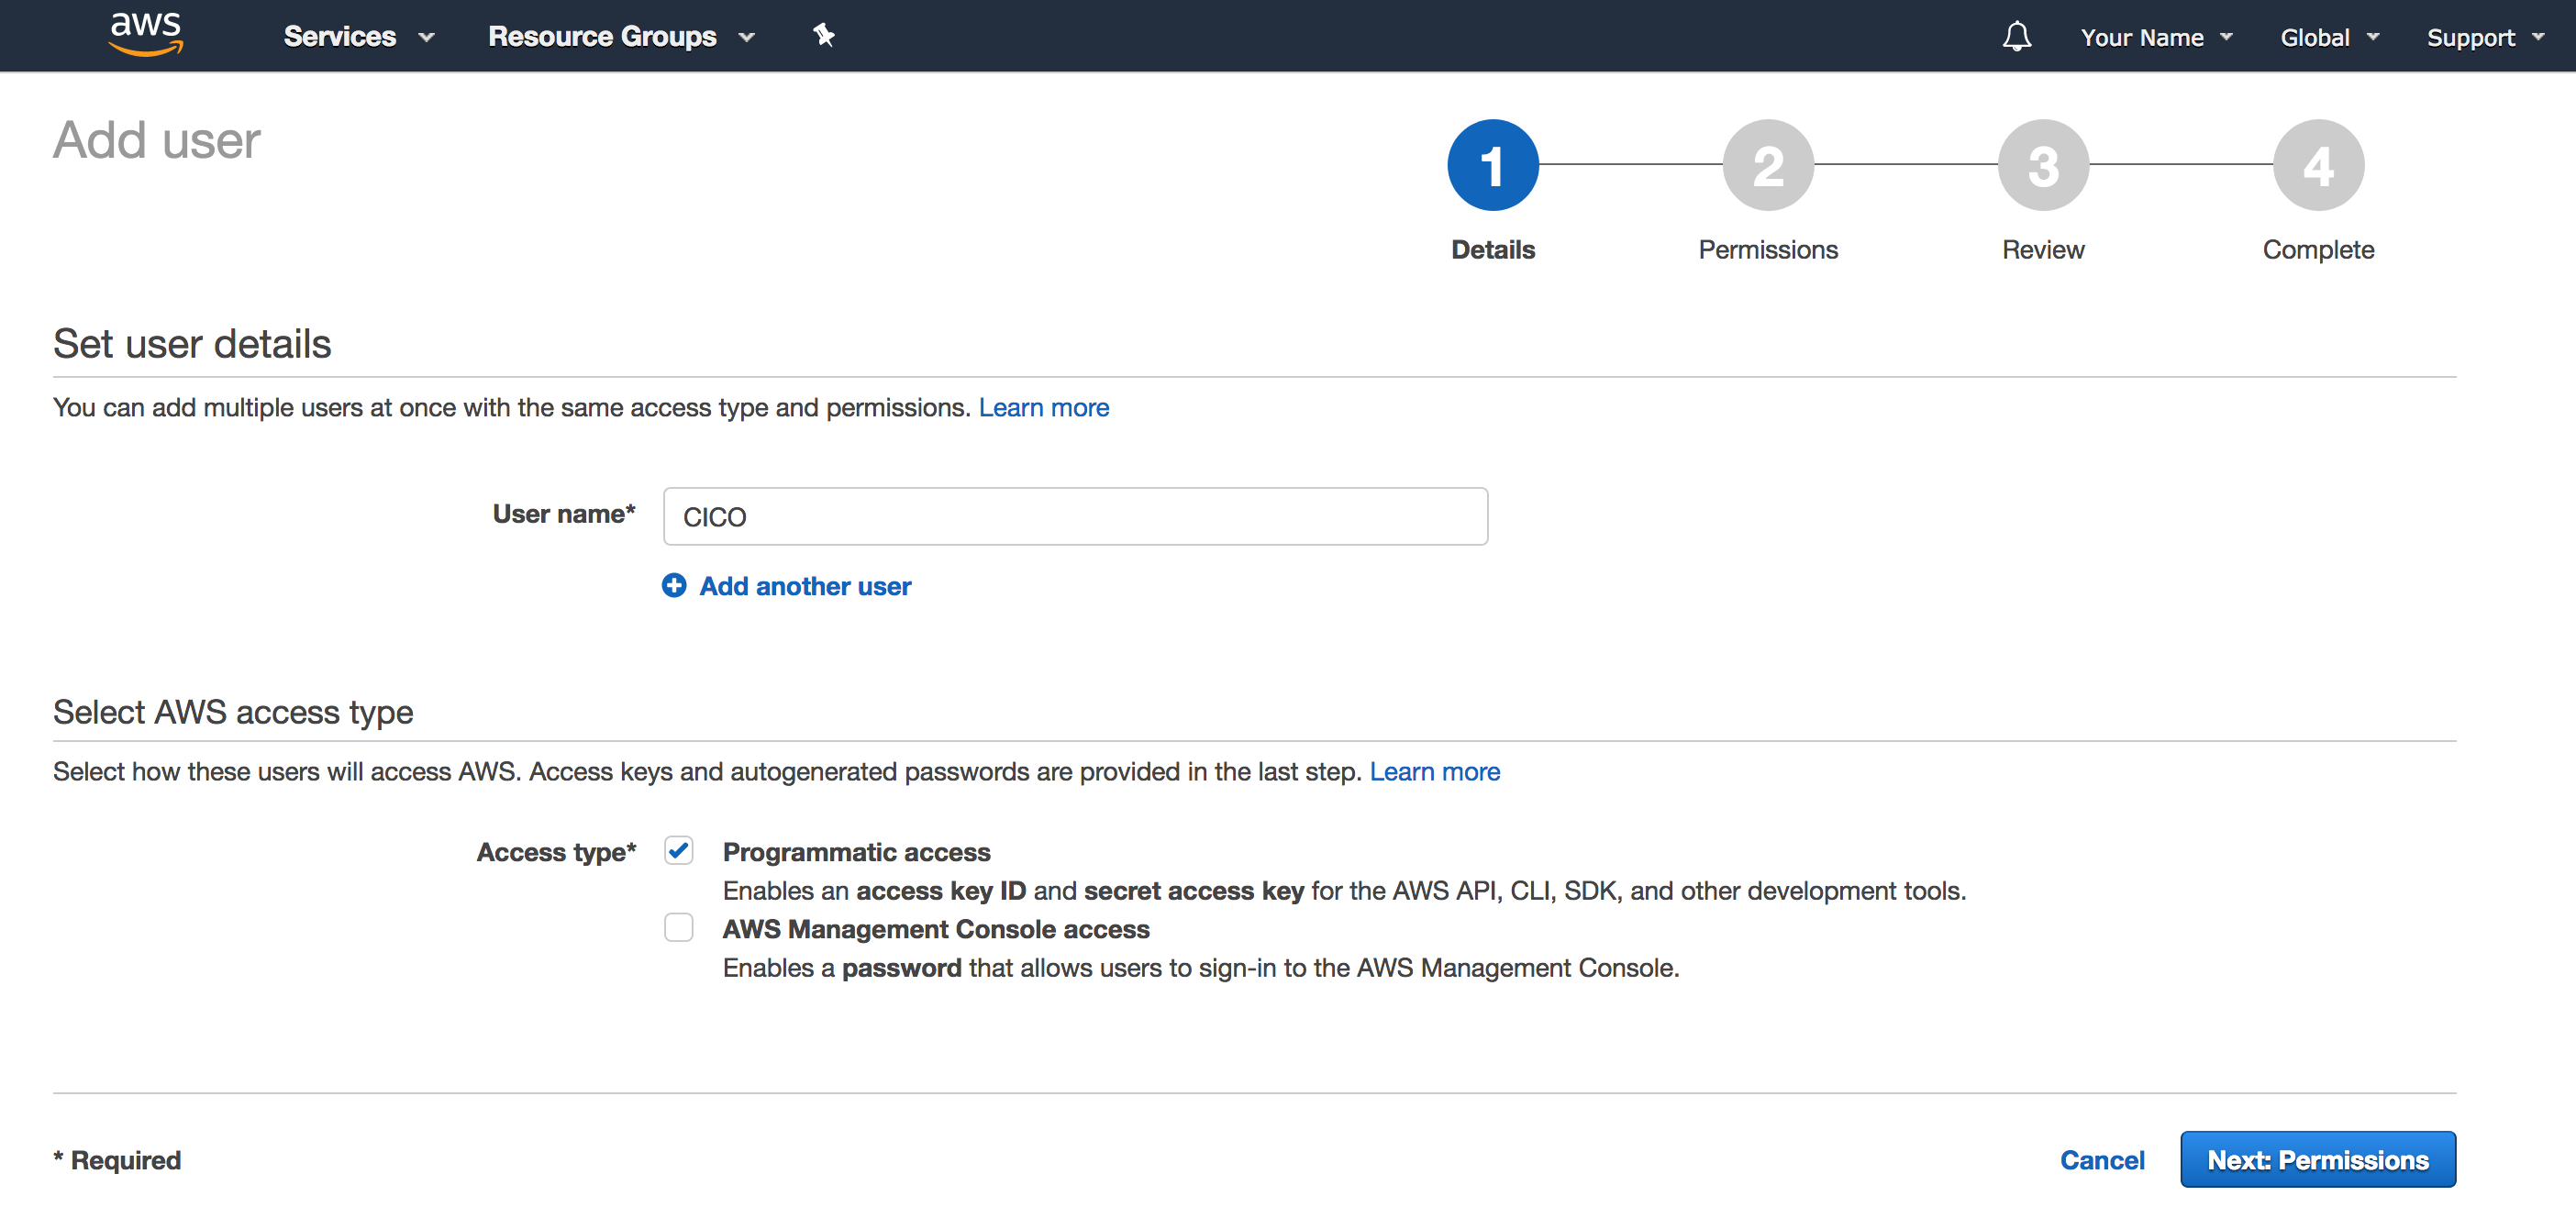 aws Services Resource Groups Your Name Global Support
Add user
1 2 3 4
Details Permissions Review Complete
Set user details
You can add multiple users at once with the same access type and permissions. Learn more
User name* CICO
Add another user
Select AWS access type
Select how these users will access AWS. Access keys and autogenerated passwords are provided in the last step. Learn more
Access type* Programmatic access
Enables an access key ID and secret access key for the AWS API, CLI, SDK, and other development tools.
AWS Management Console access
Enables a password that allows users to sign-in to the AWS Management Console.
* Required Cancel Next: Permissions